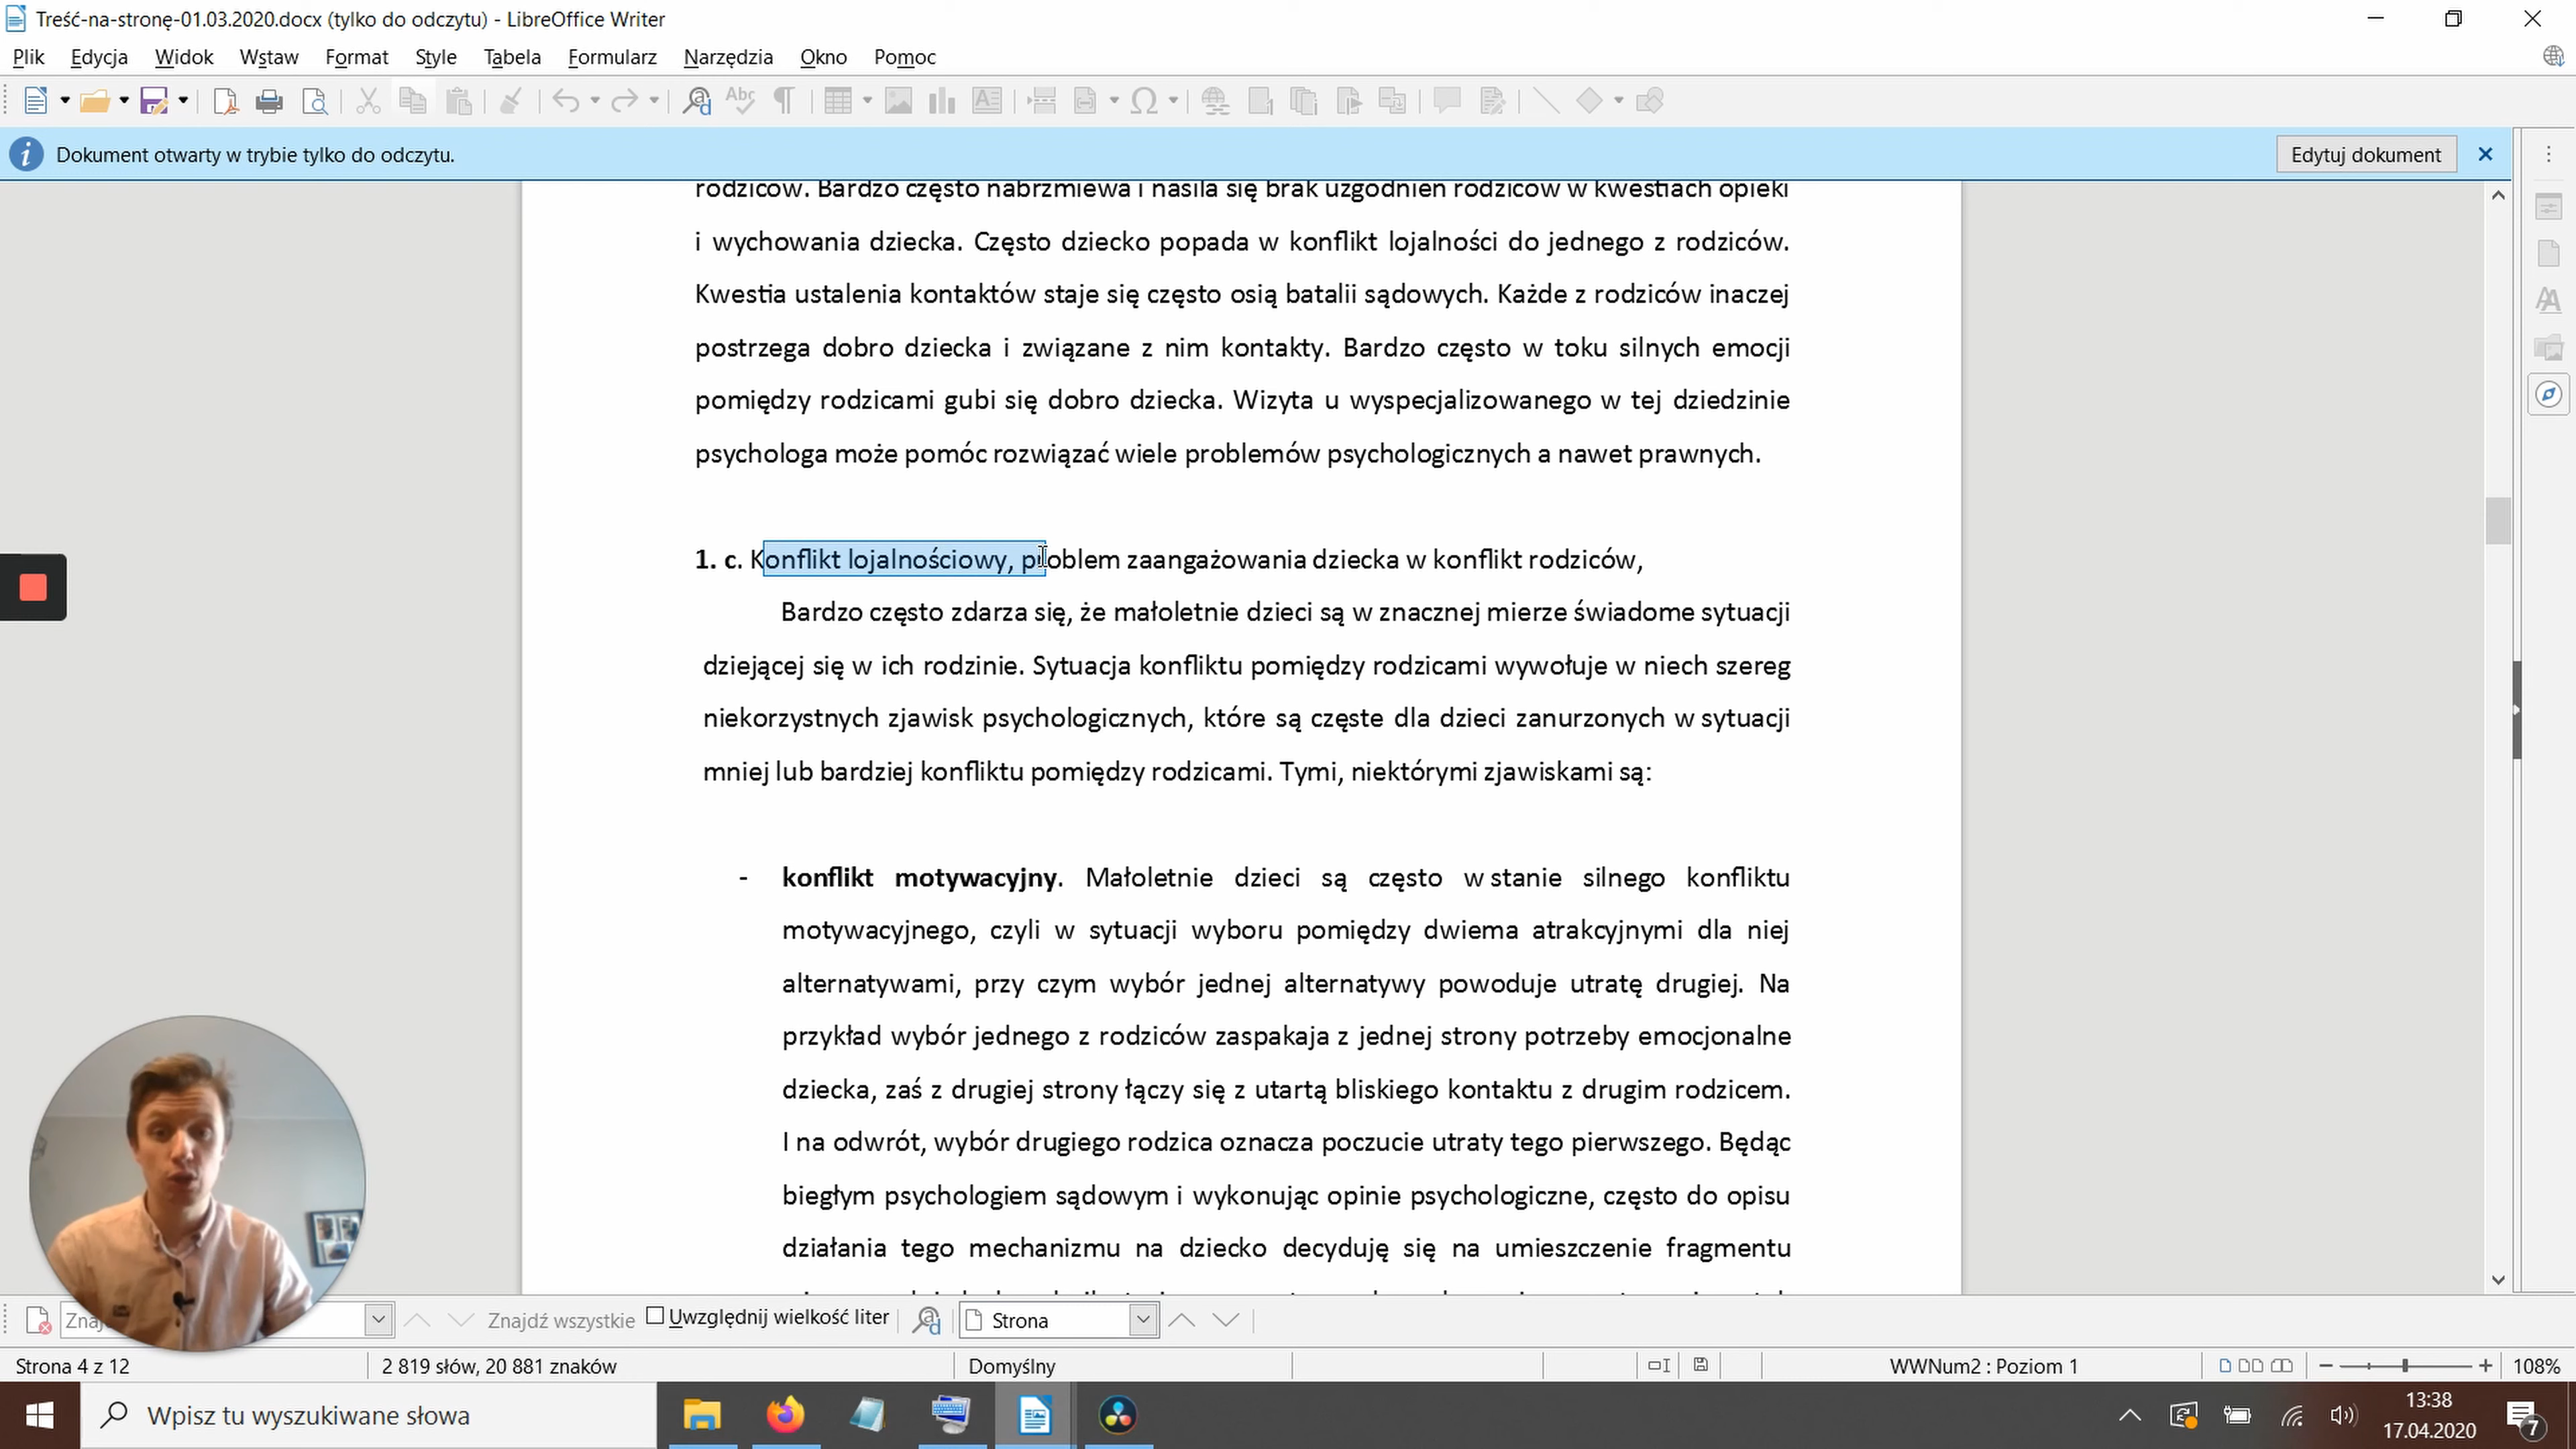 Treść-na-stronę-01.03.2020.docx (tylko do odczytu) - LibreOffice Writer
Plik Edycja Widok Wstaw Format Style Tabela Formularz Narzędzia Okno Pomoc
Dokument otwarty w trybie tylko do odczytu. Edytuj dokument
rodziców. Bardzo często nabrzmiewa i nasila się brak uzgodnień rodziców w kwestiach opieki
i wychowania dziecka. Często dziecko popada w konflikt lojalności do jednego z rodziców.
Kwestia ustalenia kontaktów staje się często osią batalii sądowych. Każde z rodziców inaczej
postrzega dobro dziecka i związane z nim kontakty. Bardzo często w toku silnych emocji
pomiędzy rodzicami gubi się dobro dziecka. Wizyta u wyspecjalizowanego w tej dziedzinie
psychologa może pomóc rozwiązać wiele problemów psychologicznych a nawet prawnych.
1. c. Konflikt lojalnościowy, problem zaangażowania dziecka w konflikt rodziców,
Bardzo często zdarza się, że małoletnie dzieci są w znacznej mierze świadome sytuacji
dziejącej się w ich rodzinie. Sytuacja konfliktu pomiędzy rodzicami wywołuje w niech szereg
niekorzystnych zjawisk psychologicznych, które są częste dla dzieci zanurzonych w sytuacji
mniej lub bardziej konfliktu pomiędzy rodzicami. Tymi, niektórymi zjawiskami są:
- konflikt motywacyjny. Małoletnie dzieci są często w stanie silnego konfliktu
motywacyjnego, czyli w sytuacji wyboru pomiędzy dwiema atrakcyjnymi dla niej
alternatywami, przy czym wybór jednej alternatywy powoduje utratę drugiej. Na
przykład wybór jednego z rodziców zaspakaja z jednej strony potrzeby emocjonalne
dziecka, zaś z drugiej strony łączy się z utartą bliskiego kontaktu z drugim rodzicem.
I na odwrót, wybór drugiego rodzica oznacza poczucie utraty tego pierwszego. Będąc
biegłym psychologiem sądowym i wykonując opinie psychologiczne, często do opisu
działania tego mechanizmu na dziecko decyduję się na umieszczenie fragmentu
Znajdź wszystkie Uwzględnij wielkość liter Strona
Strona 4 z 12 2 819 słów, 20 881 znaków Domyślny WWNum2 : Poziom 1 108%
Wpisz tu wyszukiwane słowa 13:38
17.04.2020 7